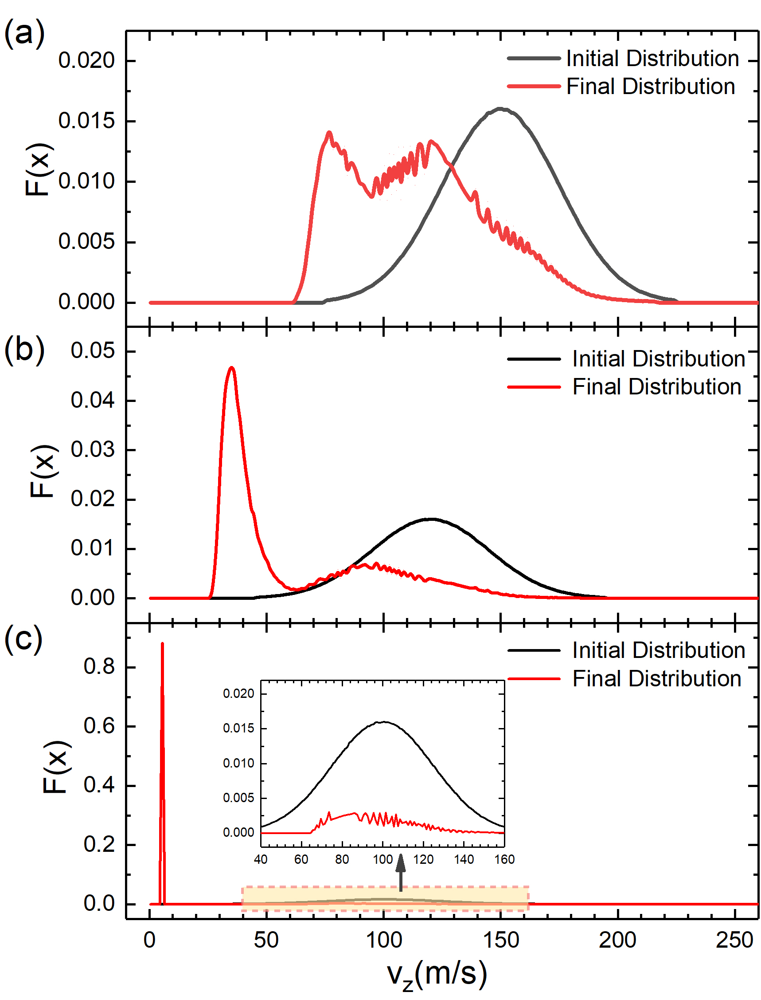 (a)
0.020
0.015
0.010
0.005
0.000
F(x)
Initial Distribution
Final Distribution
(b)
0.05
0.04
0.03
0.02
0.01
0.00
F(x)
Initial Distribution
Final Distribution
(c)
0.8
0.6
0.4
0.2
0.0
F(x)
Initial Distribution
Final Distribution
0.020
0.015
0.010
0.005
0.000
40 60 80 100 120 140 160
0 50 100 150 200 250
vz(m/s)